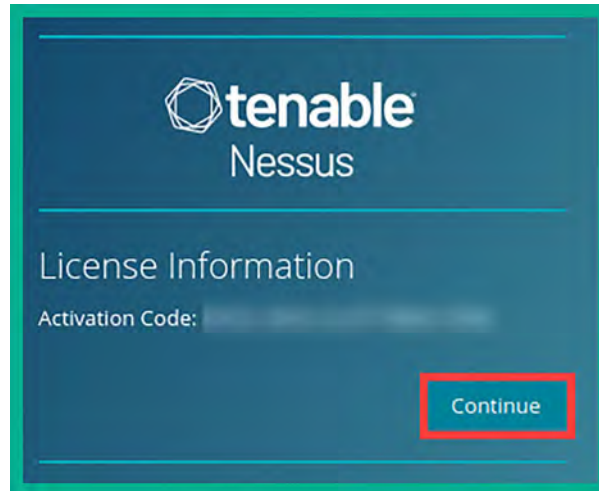 tenable
Nessus
License Information
Activation Code:
Continue